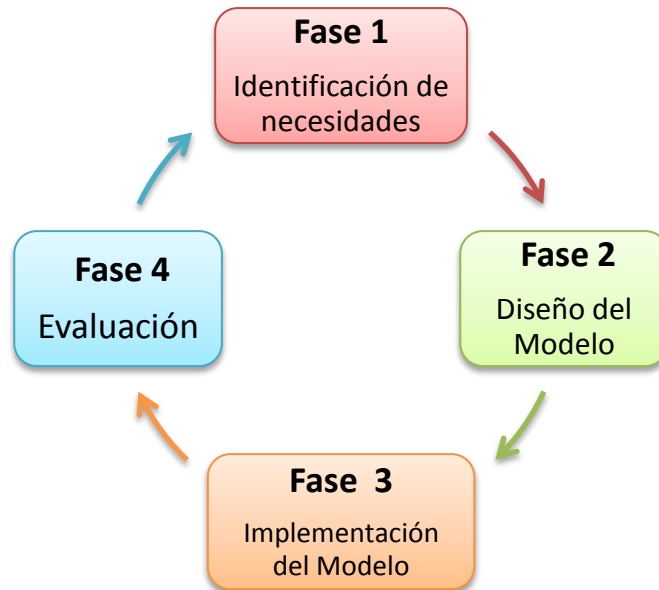 Fase 1
Identificación de
necesidades
Fase 2
Diseño del
Modelo
Fase 3
Implementación
del Modelo
Fase 4
Evaluación